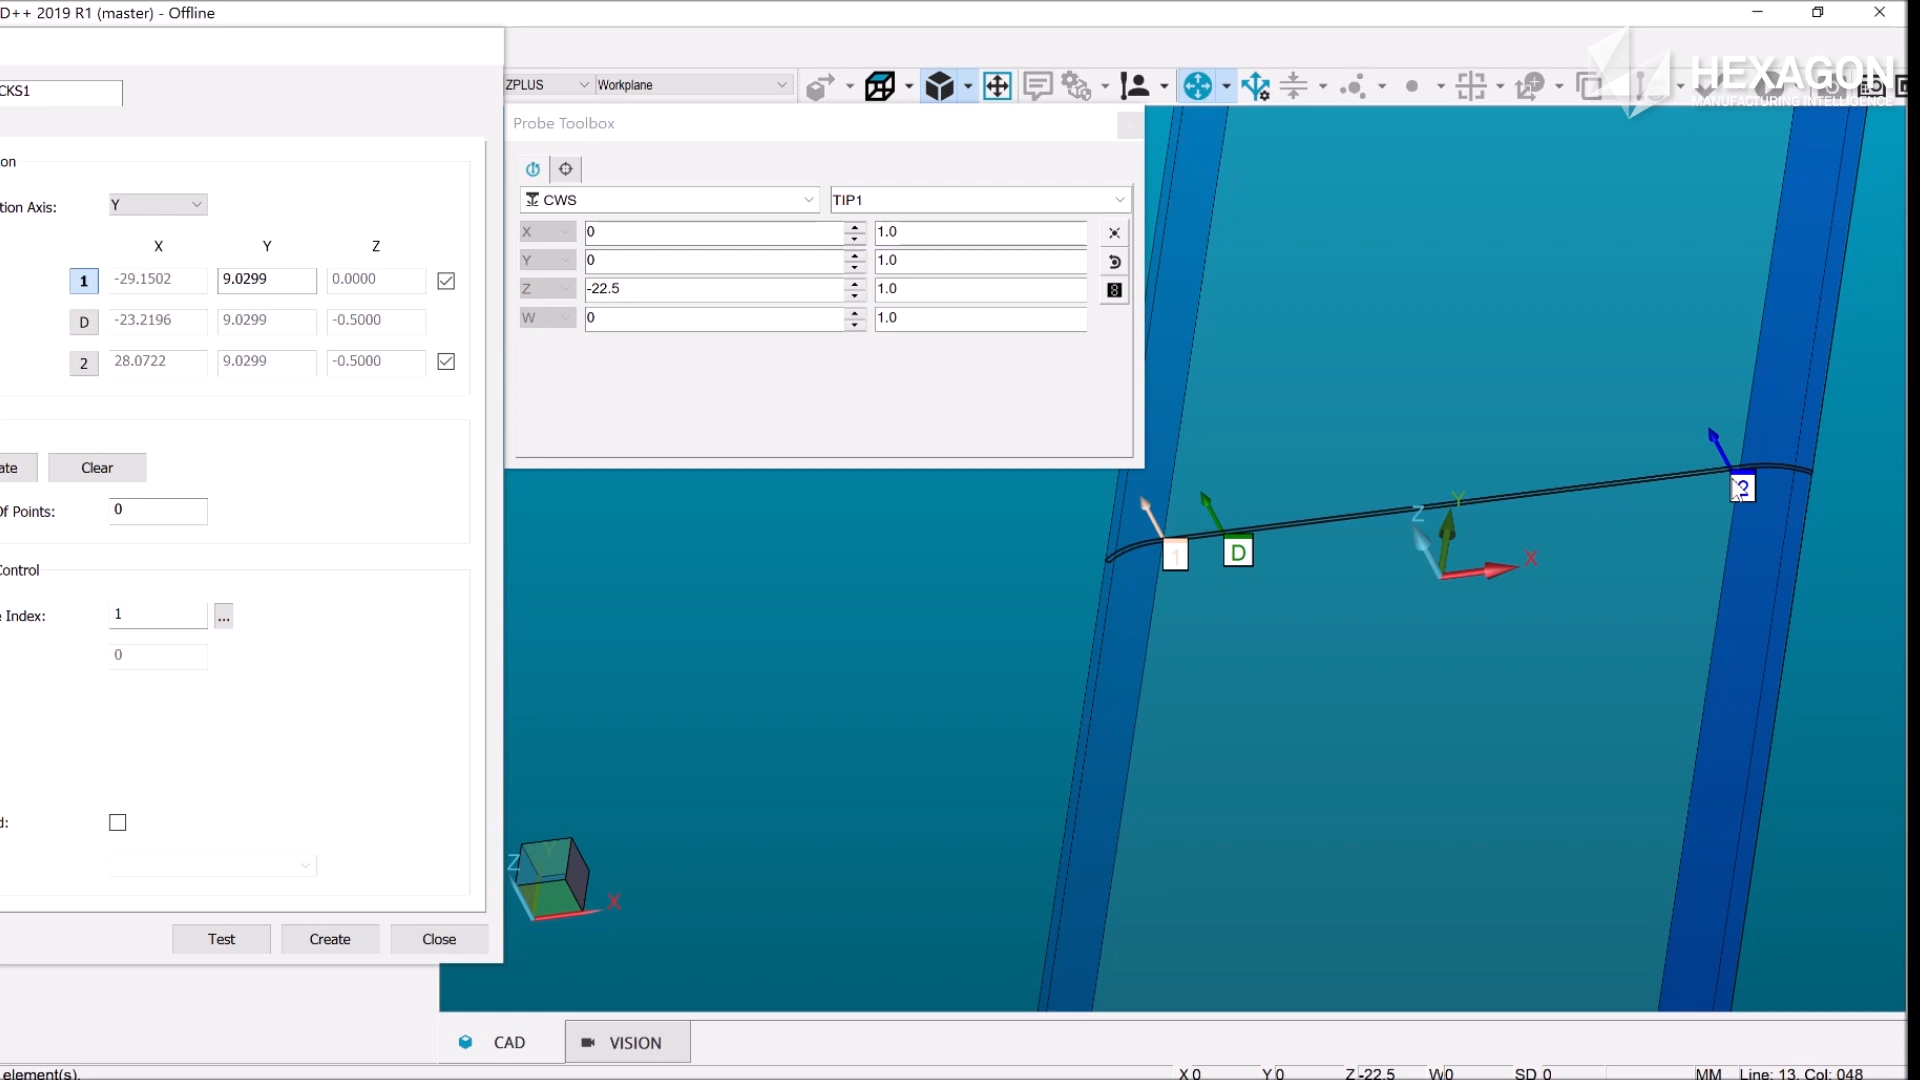 D++ 2019 R1 (master) - Offline
HEXAGON
MANUFACTURING INTELLIGENCE
CKS1
ZPLUS
Workplane
Probe Toolbox
on
tion Axis:
Y
CWS
TIP1
X Y Z
X 0 1.0
Y 0 1.0
Z -22.5 1.0
W 0 1.0
1 -29.1502 9.0299 0.0000
D -23.2196 9.0299 -0.5000
2 28.0722 9.0299 -0.5000
ate
Clear
Of Points:
0
Control
e Index:
1
...
0
d:
Test
Create
Close
1
D
2
Z
Y
X
Z
Y
X
CAD
VISION
element(s).
X 0
Y 0
Z -22.5
W 0
SD 0
MM
Line: 13, Col: 048